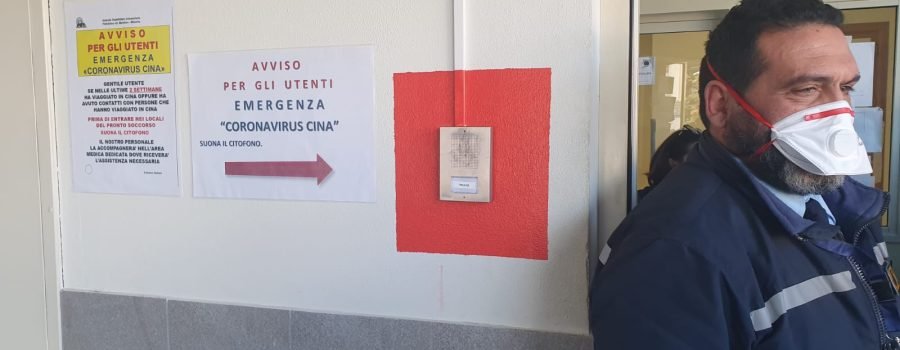 AVVISO
PER GLI UTENTI
EMERGENZA
«CORONAVIRUS CINA»
GENTILE UTENTE
SE NELLE ULTIME 2 SETTIMANE
HA VIAGGIATO IN CINA OPPURE HA
AVUTO CONTATTI CON PERSONE CHE
HANNO VIAGGIATO IN CINA
PRIMA DI ENTRARE NEI LOCALI
DEL PRONTO SOCCORSO
SUONA IL CITOFONO
IL NOSTRO PERSONALE
LA ACCOMPAGNERA' NELL'AREA
MEDICA DEDICATA DOVE RICEVERA'
L'ASSISTENZA NECESSARIA
AVVISO
PER GLI UTENTI
EMERGENZA
“CORONAVIRUS CINA”
SUONA IL CITOFONO.